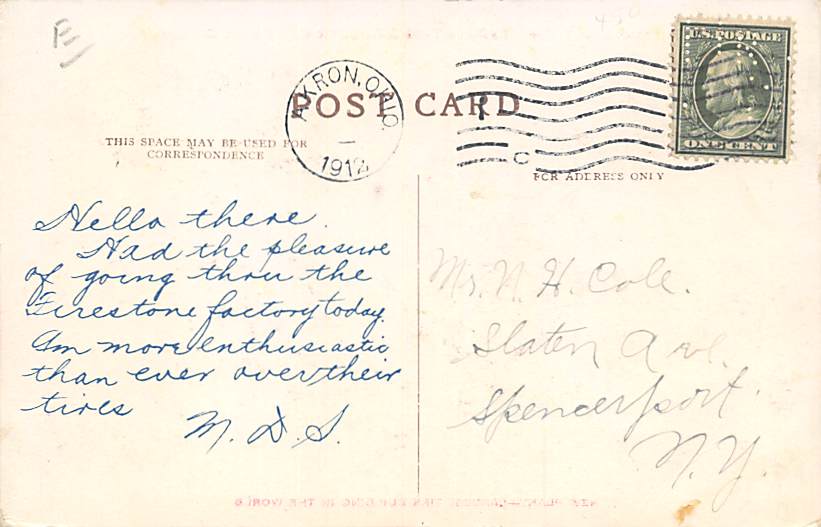 U.S. POSTAGE
ONE CENT
AKRON, OHIO
1912
C
POST CARD
THIS SPACE MAY BE USED FOR
CORRESPONDENCE
FOR ADDRESS ONLY
Hello there.
Had the pleasure
of going thru the
Firestone factory today.
Am more enthusiastic
than ever over their
tires
M. D. S.
Mr. N. H. Cole.
Slaten Ave.
Spencerport.
N.Y.